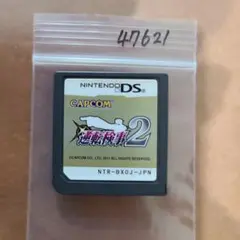 47621
NINTENDO DS
CAPCOM
逆転検事2
NTR-BXOJ-JPN